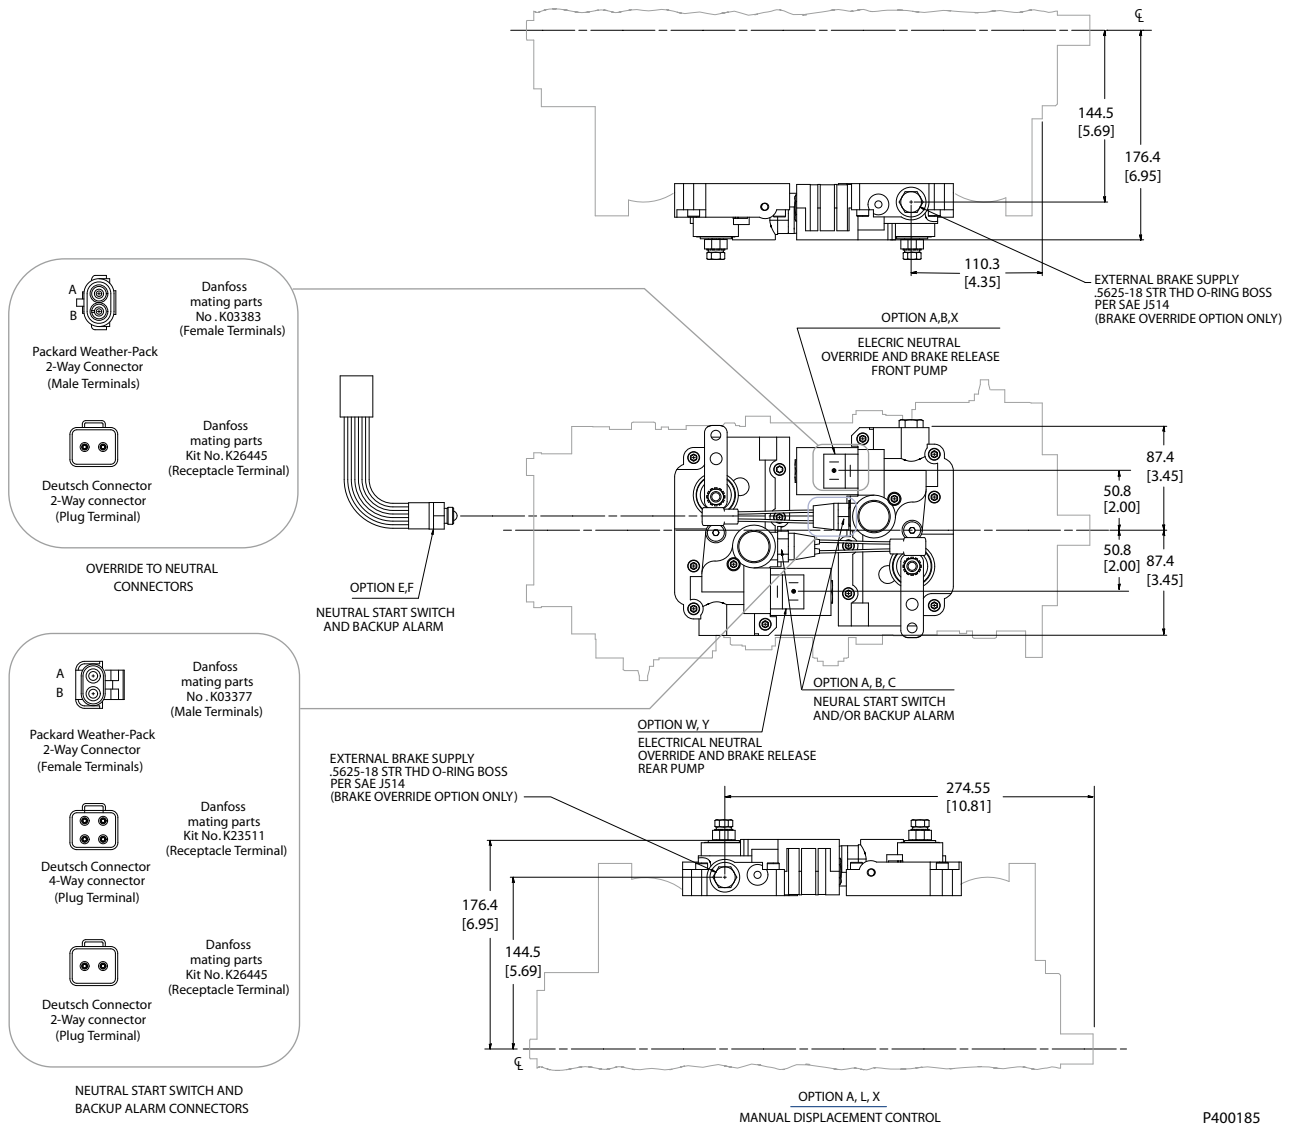 ℄
144.5
[5.69]
176.4
[6.95]
110.3
[4.35]
EXTERNAL BRAKE SUPPLY
.5625-18 STR THD O-RING BOSS
PER SAE J514
(BRAKE OVERRIDE OPTION ONLY)
A
B
Danfoss
mating parts
No .K03383
(Female Terminals)
Packard Weather-Pack
2-Way Connector
(Male Terminals)
Danfoss
mating parts
Kit No. K26445
(Receptacle Terminal)
Deutsch Connector
2-Way connector
(Plug Terminal)
OVERRIDE TO NEUTRAL
CONNECTORS
OPTION A,B,X
ELECRIC NEUTRAL
OVERRIDE AND BRAKE RELEASE
FRONT PUMP
87.4
[3.45]
50.8
[2.00]
50.8
[2.00]
87.4
[3.45]
OPTION E,F
NEUTRAL START SWITCH
AND BACKUP ALARM
OPTION A, B, C
NEURAL START SWITCH
AND/OR BACKUP ALARM
OPTION W, Y
ELECTRICAL NEUTRAL
OVERRIDE AND BRAKE RELEASE
REAR PUMP
A
B
Danfoss
mating parts
No .K03377
(Male Terminals)
Packard Weather-Pack
2-Way Connector
(Female Terminals)
Danfoss
mating parts
Kit No. K23511
(Receptacle Terminal)
Deutsch Connector
4-Way connector
(Plug Terminal)
Danfoss
mating parts
Kit No. K26445
(Receptacle Terminal)
Deutsch Connector
2-Way connector
(Plug Terminal)
NEUTRAL START SWITCH AND
BACKUP ALARM CONNECTORS
EXTERNAL BRAKE SUPPLY
.5625-18 STR THD O-RING BOSS
PER SAE J514
(BRAKE OVERRIDE OPTION ONLY)
274.55
[10.81]
176.4
[6.95]
144.5
[5.69]
℄
OPTION A, L, X
MANUAL DISPLACEMENT CONTROL
P400185